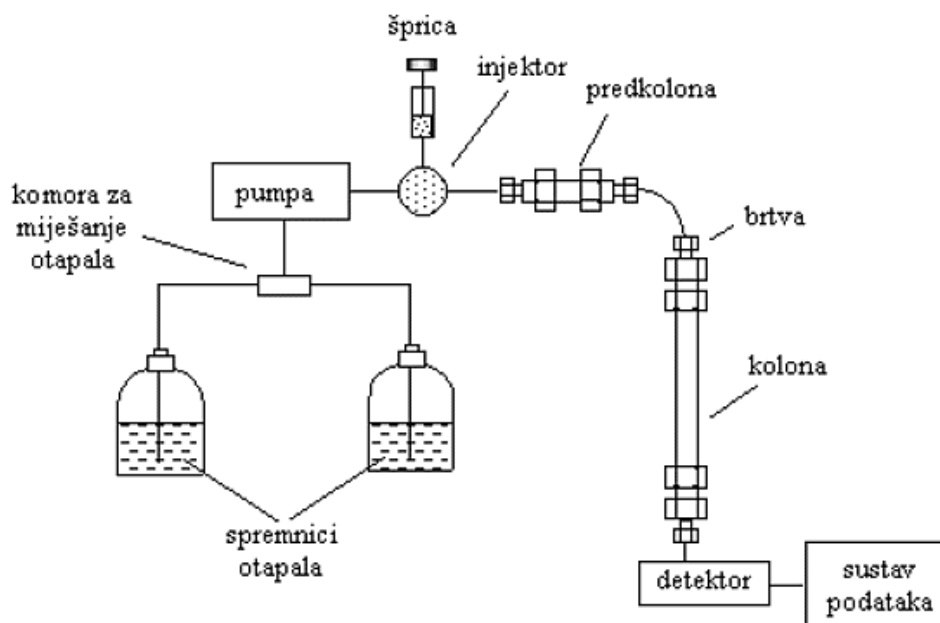 šprica
injektor
predkolona
pumpa
komora za
miješanje
otapala
brtva
kolona
spremnici
otapala
detektor
sustav
podataka